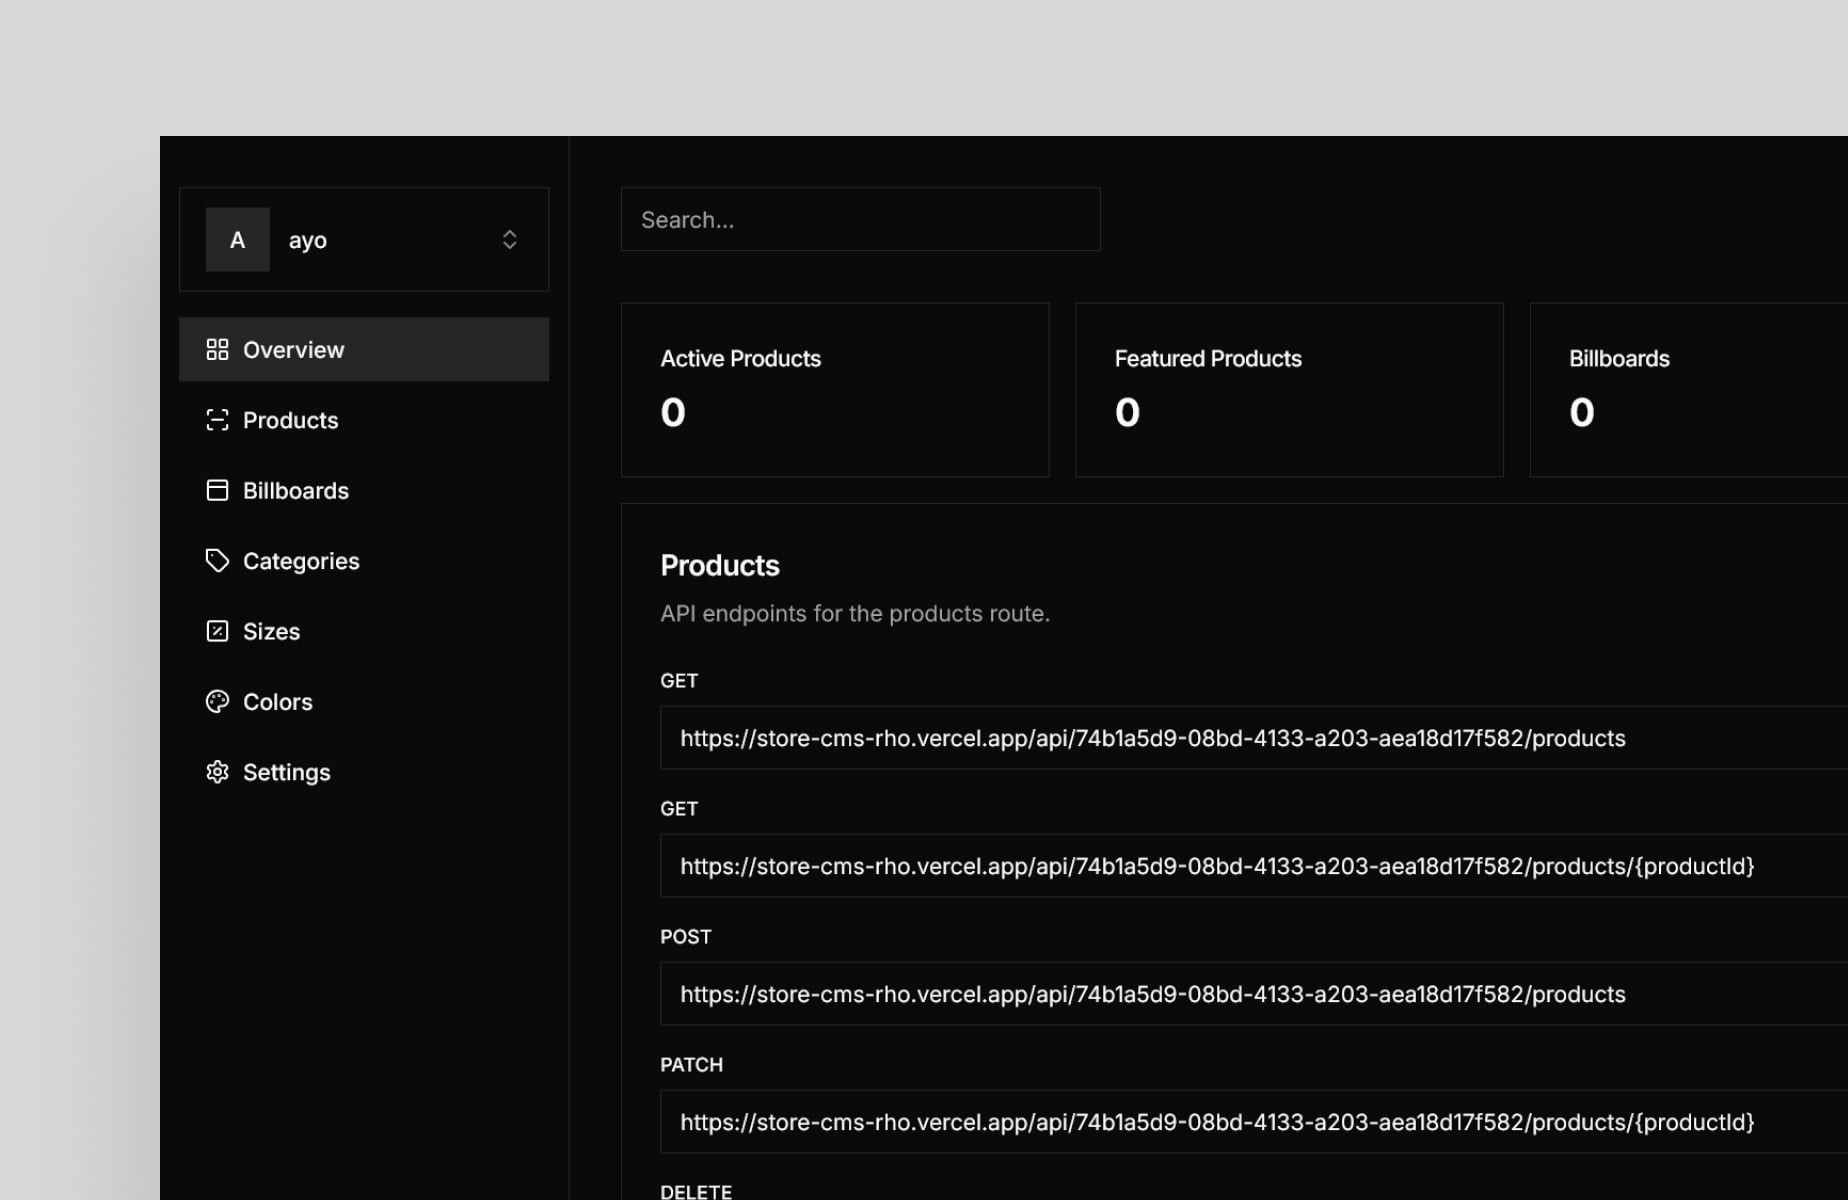 A
ayo
Overview
Products
Billboards
Categories
Sizes
Colors
Settings
Search...
Active Products
0
Featured Products
0
Billboards
0
Products
API endpoints for the products route.
GET
https://store-cms-rho.vercel.app/api/74b1a5d9-08bd-4133-a203-aea18d17f582/products
GET
https://store-cms-rho.vercel.app/api/74b1a5d9-08bd-4133-a203-aea18d17f582/products/{productId}
POST
https://store-cms-rho.vercel.app/api/74b1a5d9-08bd-4133-a203-aea18d17f582/products
PATCH
https://store-cms-rho.vercel.app/api/74b1a5d9-08bd-4133-a203-aea18d17f582/products/{productId}
DELETE